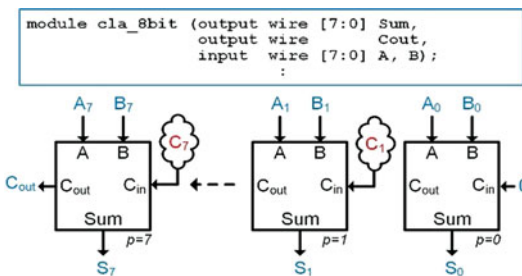 module cla_8bit (output wire [7:0] Sum,
output wire Cout,
input wire [7:0] A, B);
:
A7 B7 C7 A1 B1 C1 A0 B0
A B A B A B
Cout Cout Cin Cout Cin Cout Cin 0
Sum Sum Sum
p=7 p=1 p=0
S7 S1 S0